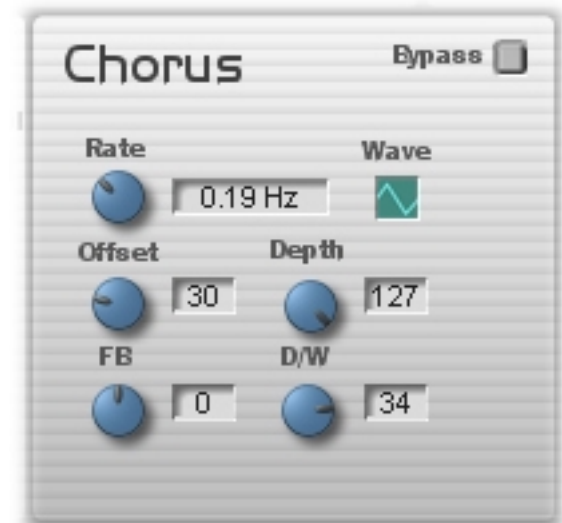 Chorus Bypass
Rate Wave
0.19 Hz
Offset Depth
30 127
FB D/W
0 34